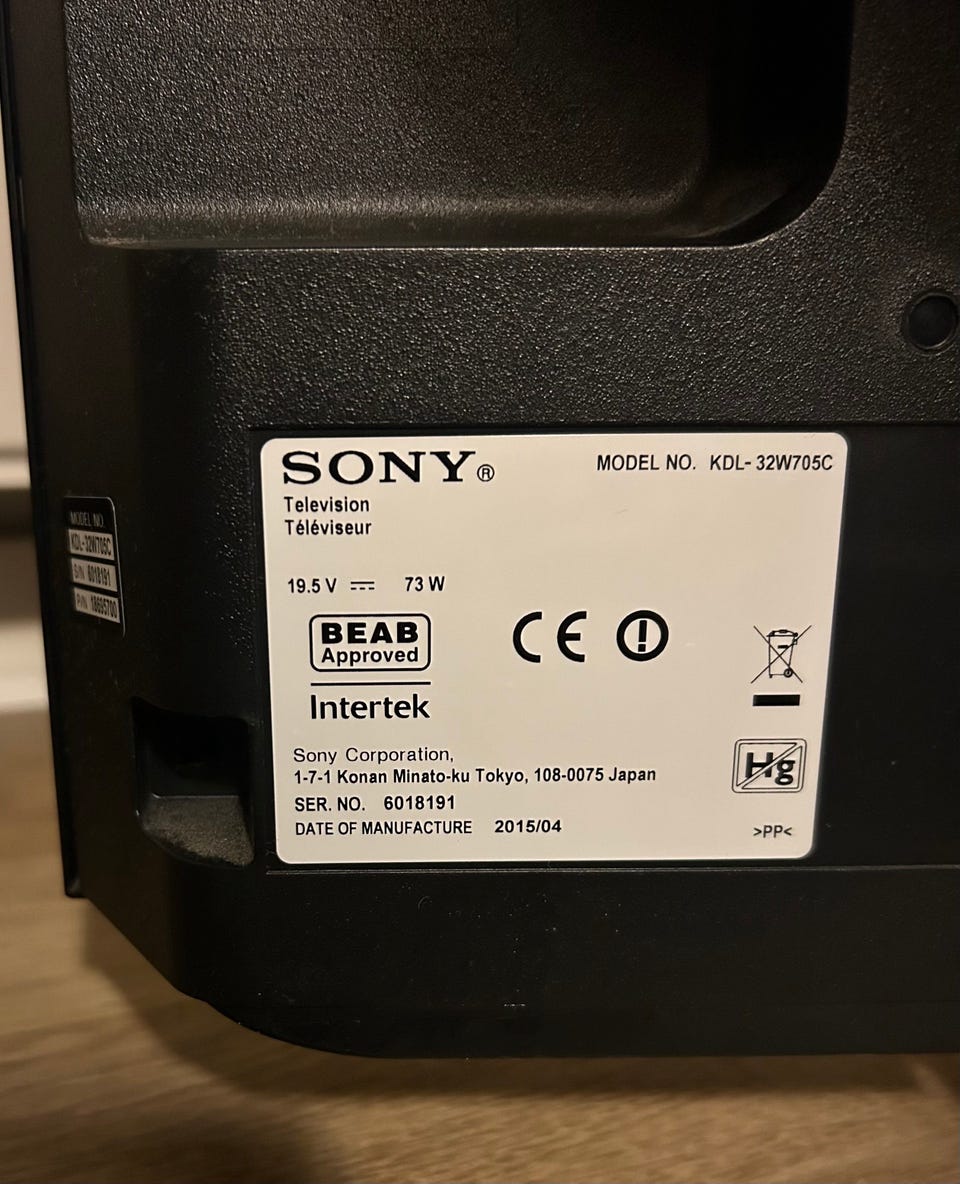 SONY®
MODEL NO. KDL-32W705C
Television
Téléviseur
19.5 V ⎓ 73 W
BEAB
Approved
Intertek
CE
Hg
Sony Corporation,
1-7-1 Konan Minato-ku Tokyo, 108-0075 Japan
SER. NO. 6018191
DATE OF MANUFACTURE 2015/04
>PP<
MODEL NO.
KDL-32W705C
S/N 6018191
P/N 18695700